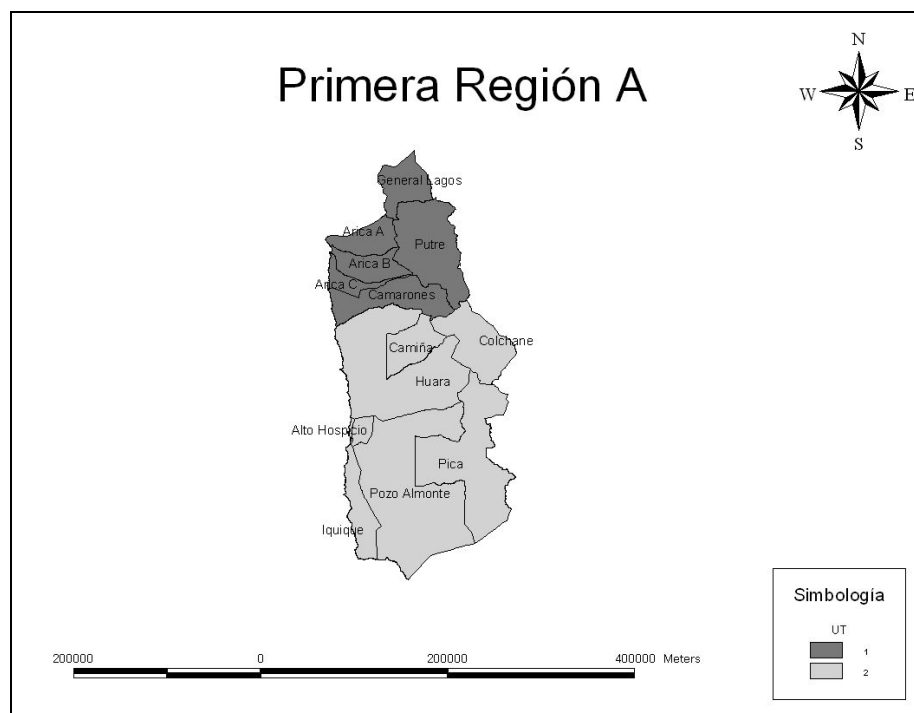 Primera Región A
N
W E
S
General Lagos
Arica A
Putre
Arica B
Arica C
Camarones
Colchane
Camiña
Huara
Alto Hospicio
Pica
Pozo Almonte
Iquique
Simbología
UT
1
2
200000 0 200000 400000 Meters